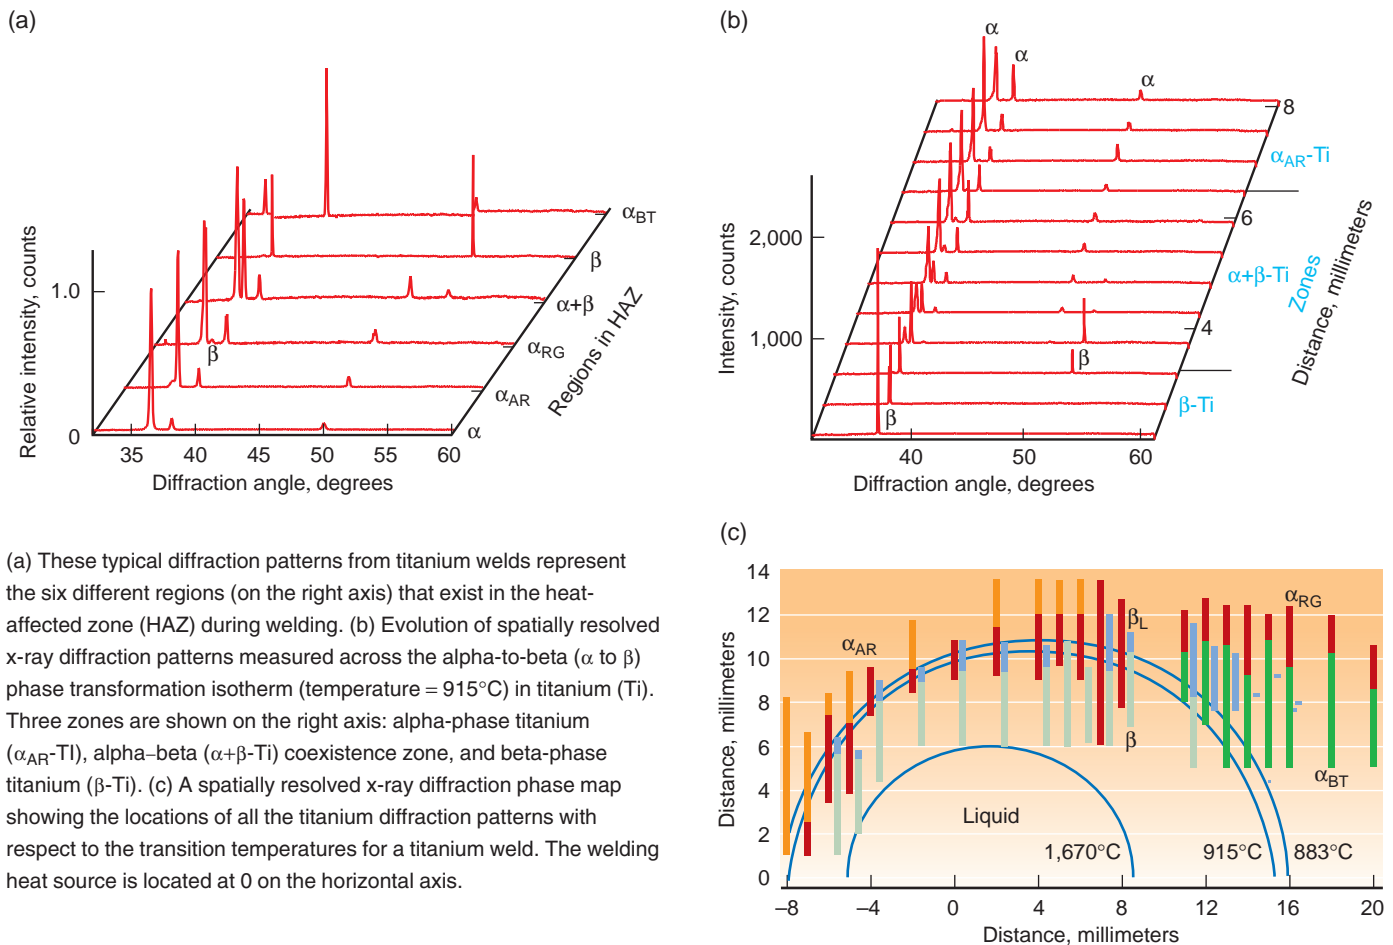 (a)
Relative intensity, counts
1.0
0
35
40
45
50
55
60
Diffraction angle, degrees
β
αBT
β
α+β
αRG
αAR
α
Regions in HAZ
(b)
Intensity, counts
2,000
1,000
α
α
α
8
αAR-Ti
6
α+β-Ti
4
β
β-Ti
β
Zones
Distance, millimeters
40
50
60
Diffraction angle, degrees
(a) These typical diffraction patterns from titanium welds represent
the six different regions (on the right axis) that exist in the heat-
affected zone (HAZ) during welding. (b) Evolution of spatially resolved
x-ray diffraction patterns measured across the alpha-to-beta (α to β)
phase transformation isotherm (temperature = 915°C) in titanium (Ti).
Three zones are shown on the right axis: alpha-phase titanium
(αAR-TI), alpha–beta (α+β-Ti) coexistence zone, and beta-phase
titanium (β-Ti). (c) A spatially resolved x-ray diffraction phase map
showing the locations of all the titanium diffraction patterns with
respect to the transition temperatures for a titanium weld. The welding
heat source is located at 0 on the horizontal axis.
(c)
Distance, millimeters
14
12
10
8
6
4
2
0
αAR
βL
αRG
β
αBT
Liquid
1,670°C
915°C
883°C
–8
–4
0
4
8
12
16
20
Distance, millimeters